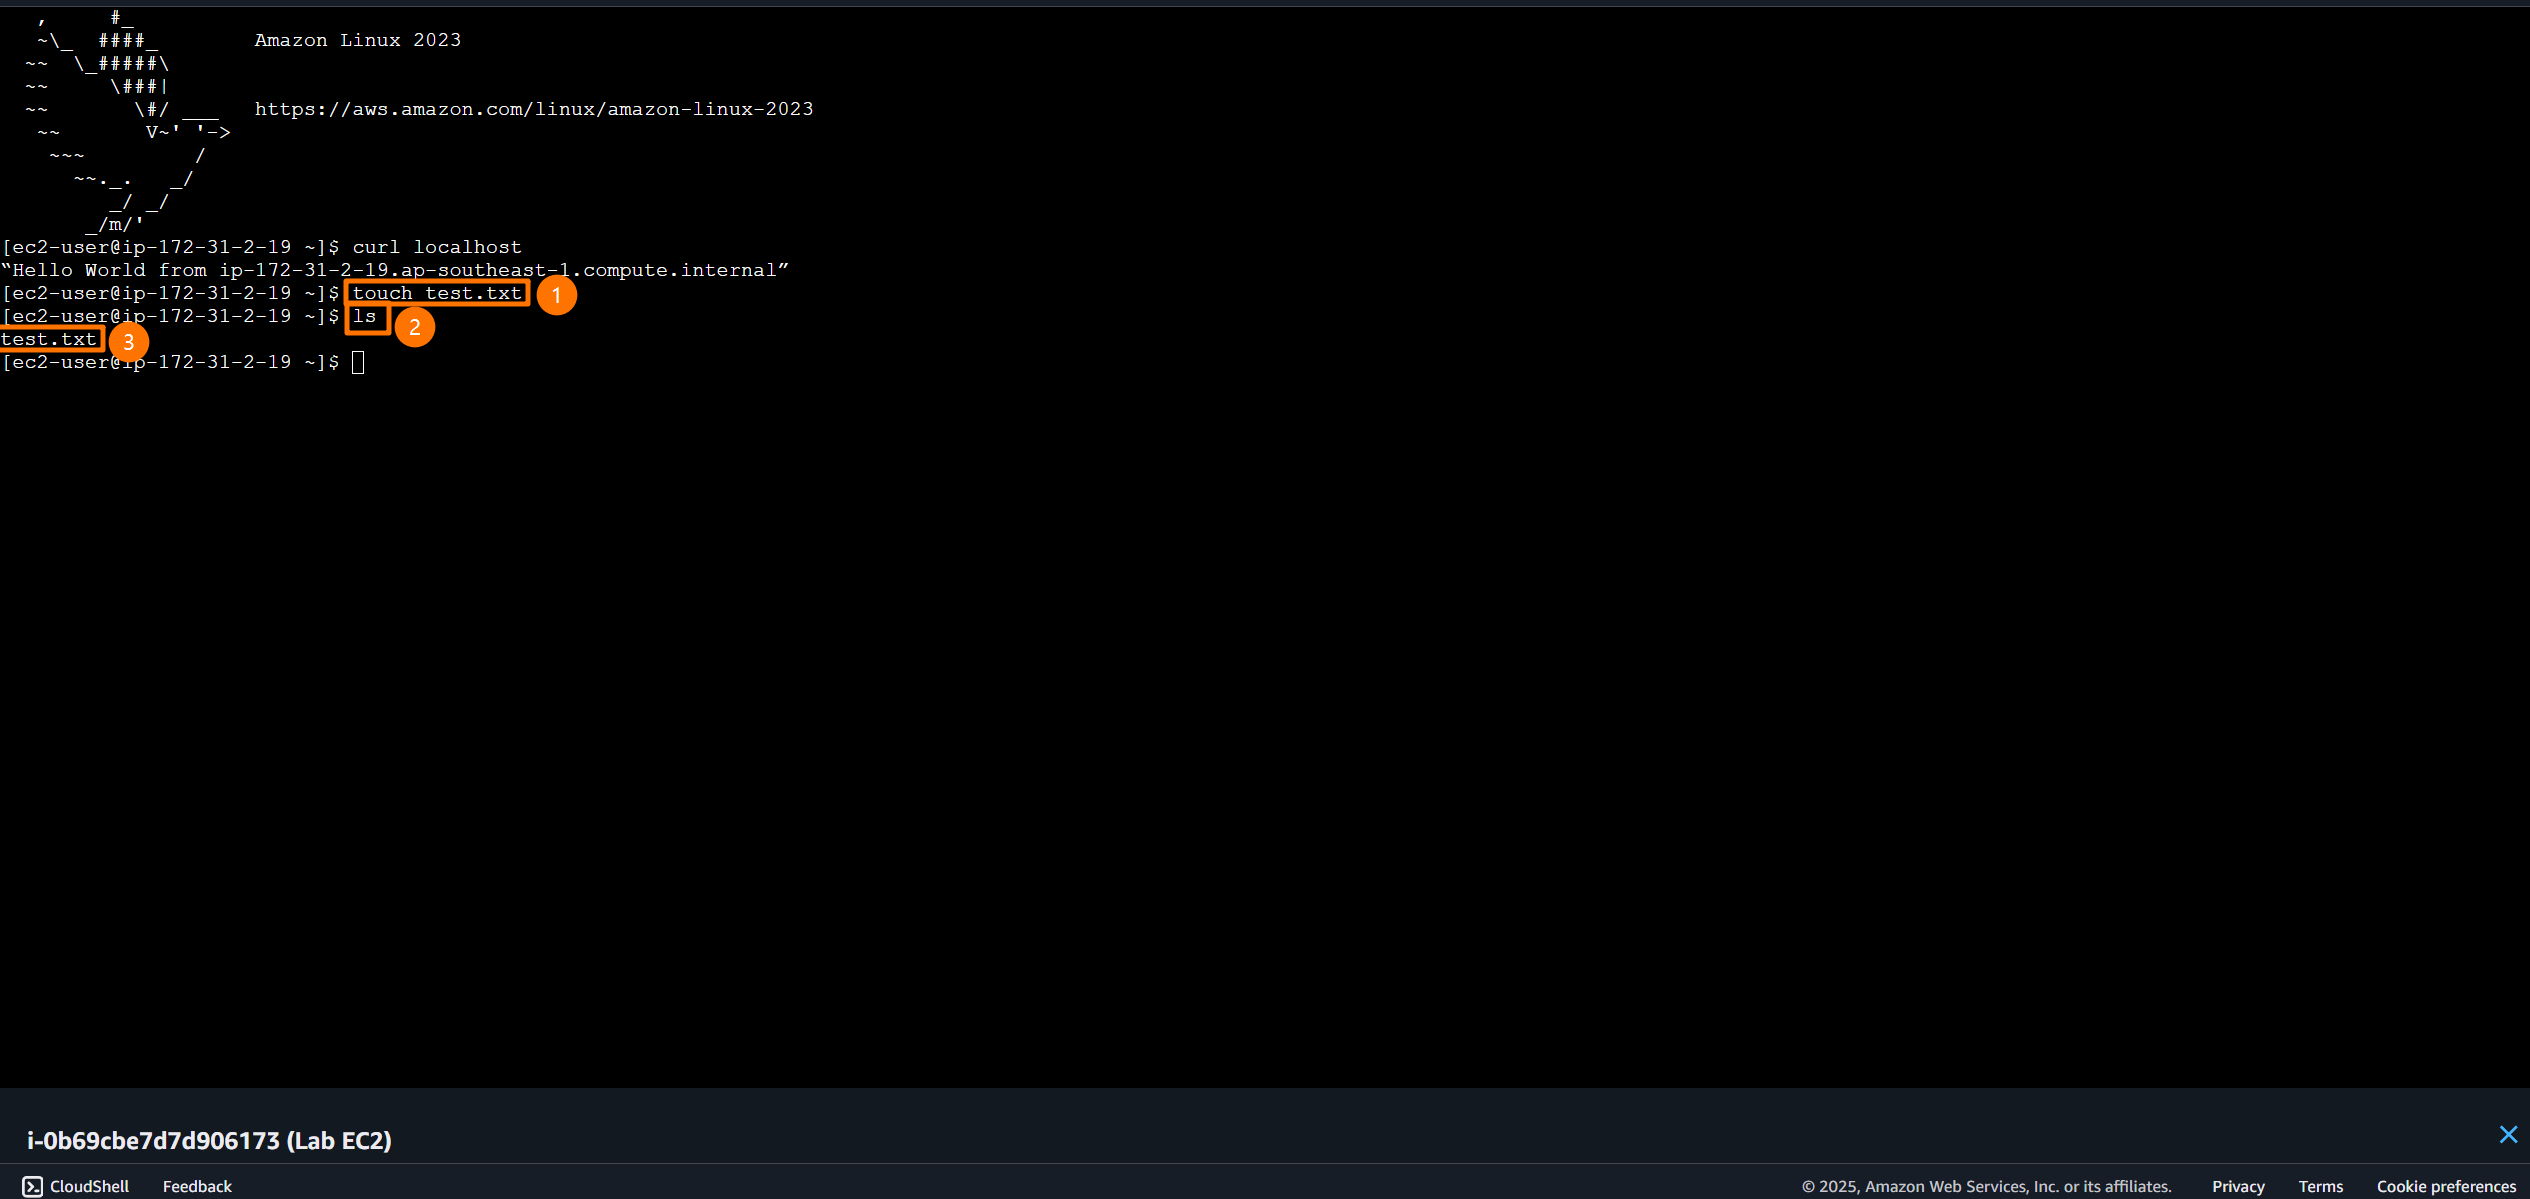 ,     #_
   ~\_  ####_        Amazon Linux 2023
  ~~  \_#####\
  ~~     \###|
  ~~       \#/ ___   https://aws.amazon.com/linux/amazon-linux-2023
   ~~       V~' '->
    ~~~         /
      ~~._.   _/
         _/ _/
       _/m/'
[ec2-user@ip-172-31-2-19 ~]$ curl localhost
“Hello World from ip-172-31-2-19.ap-southeast-1.compute.internal”
[ec2-user@ip-172-31-2-19 ~]$ touch test.txt 1
[ec2-user@ip-172-31-2-19 ~]$ ls 2
test.txt 3
[ec2-user@ip-172-31-2-19 ~]$
i-0b69cbe7d7d906173 (Lab EC2)
CloudShell Feedback © 2025, Amazon Web Services, Inc. or its affiliates. Privacy Terms Cookie preferences